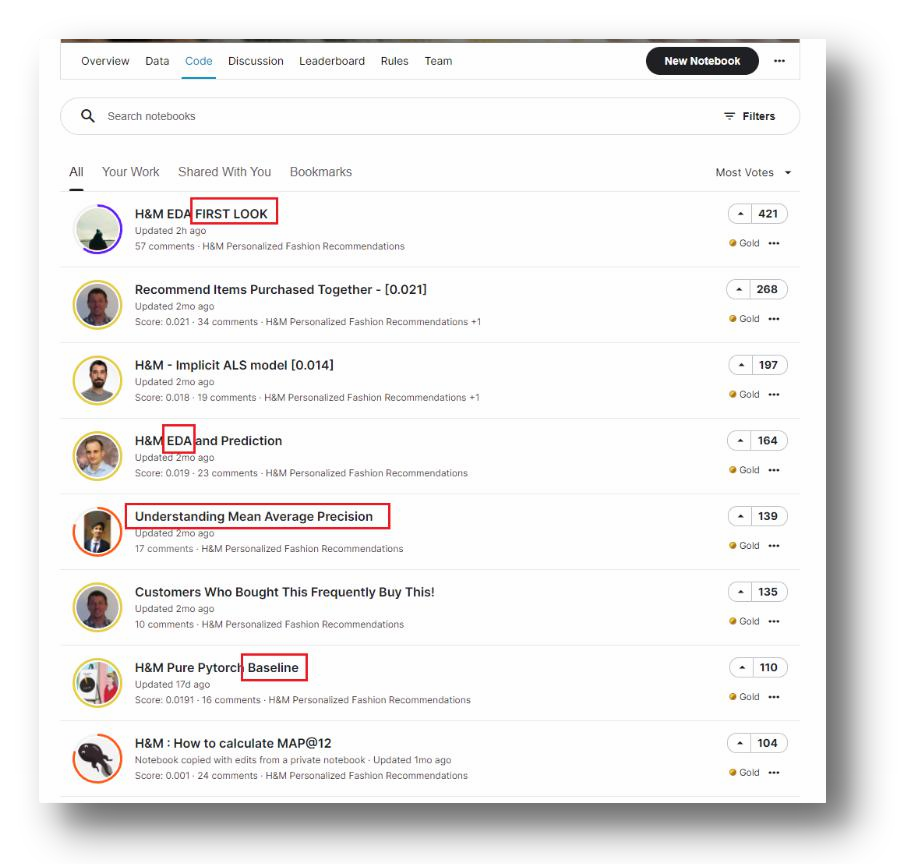 Overview Data Code Discussion Leaderboard Rules Team New Notebook •••
Search notebooks Filters
All Your Work Shared With You Bookmarks Most Votes
H&M EDA FIRST LOOK 421
Updated 2h ago
57 comments · H&M Personalized Fashion Recommendations Gold •••
Recommend Items Purchased Together - [0.021] 268
Updated 2mo ago
Score: 0.021 · 34 comments · H&M Personalized Fashion Recommendations +1 Gold •••
H&M - Implicit ALS model [0.014] 197
Updated 2mo ago
Score: 0.018 · 19 comments · H&M Personalized Fashion Recommendations +1 Gold •••
H&M EDA and Prediction 164
Updated 2mo ago
Score: 0.019 · 23 comments · H&M Personalized Fashion Recommendations Gold •••
Understanding Mean Average Precision 139
Updated 2mo ago
17 comments · H&M Personalized Fashion Recommendations Gold •••
Customers Who Bought This Frequently Buy This! 135
Updated 2mo ago
10 comments · H&M Personalized Fashion Recommendations Gold •••
H&M Pure Pytorch Baseline 110
Updated 17d ago
Score: 0.0191 · 16 comments · H&M Personalized Fashion Recommendations Gold •••
H&M : How to calculate MAP@12 104
Notebook copied with edits from a private notebook · Updated 1mo ago
Score: 0.001 · 24 comments · H&M Personalized Fashion Recommendations Gold •••